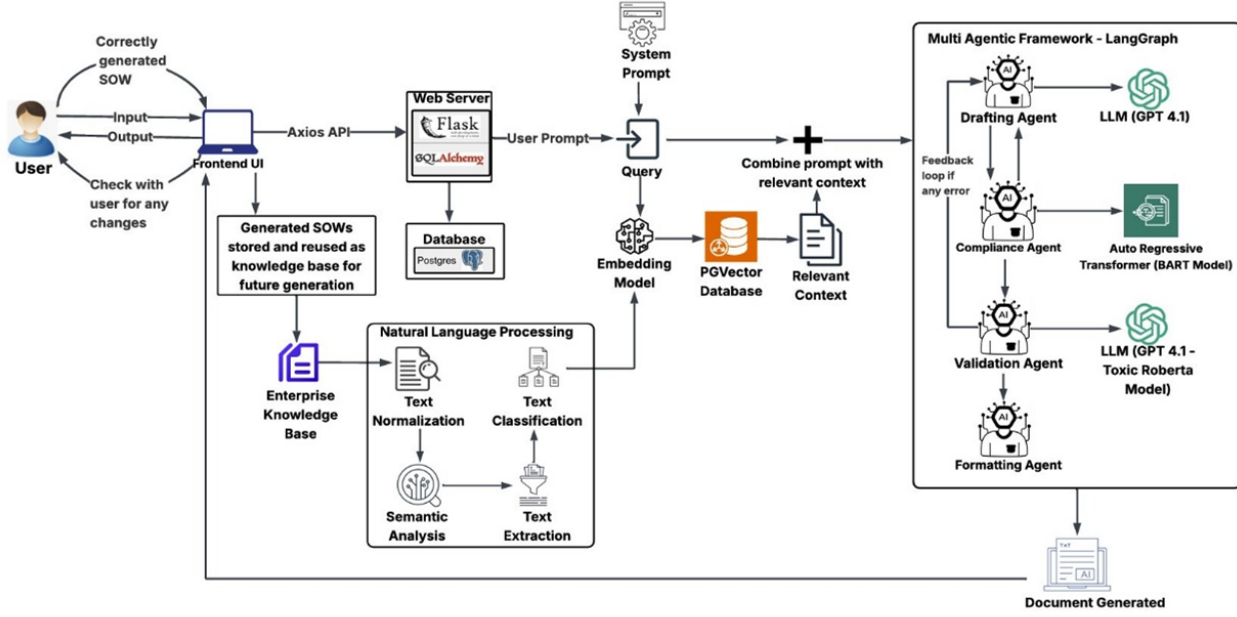 Correctly
generated
SOW
Input
Output
User
Check with
user for any
changes
Frontend UI
Axios API
Web Server
Flask
SQLAlchemy
Database
Postgres
Generated SOWs
stored and reused as
knowledge base for
future generation
Enterprise
Knowledge
Base
Natural Language Processing
Text
Normalization
Semantic
Analysis
Text
Extraction
Text
Classification
User Prompt
System
Prompt
Query
Embedding
Model
PGVector
Database
Relevant
Context
Combine prompt with
relevant context
Multi Agentic Framework - LangGraph
AI
Drafting Agent
LLM (GPT 4.1)
Feedback
loop if
any error
AI
Compliance Agent
Auto Regressive
Transformer (BART Model)
AI
Validation Agent
LLM (GPT 4.1 -
Toxic Roberta
Model)
AI
Formatting Agent
AI
Document Generated